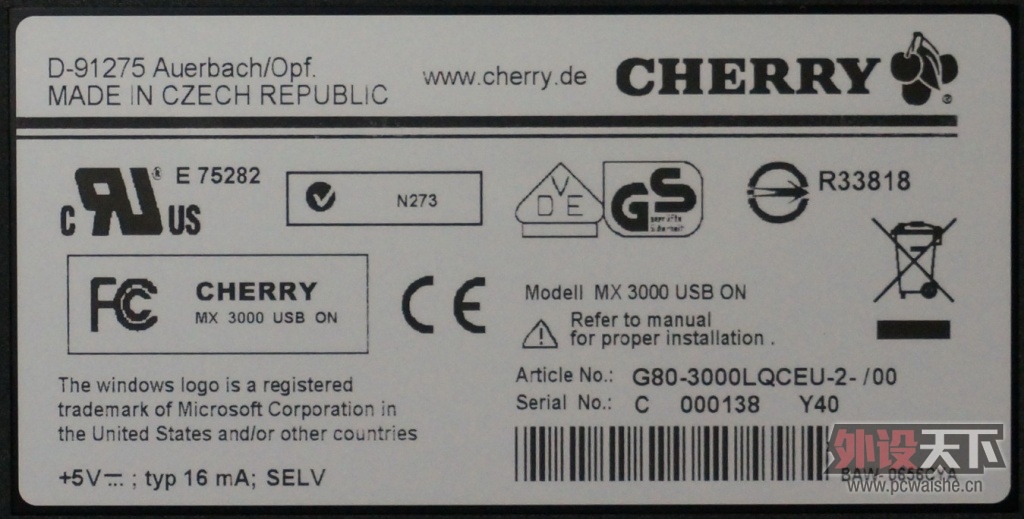 D-91275 Auerbach/Opf.
MADE IN CZECH REPUBLIC
www.cherry.de
CHERRY
®
c RU US ® E 75282
N273
VDE
GS
geprüfte
Sicherheit
R33818
FC
CHERRY
MX 3000 USB ON
CE
Modell MX 3000 USB ON
Refer to manual
for proper installation .
The windows logo is a registered
trademark of Microsoft Corporation in
the United States and/or other countries
Article No.: G80-3000LQCEU-2- /00
Serial No.: C 000138 Y40
+5V⎓ ; typ 16 mA; SELV
外设天下
www.pcwaishe.cn